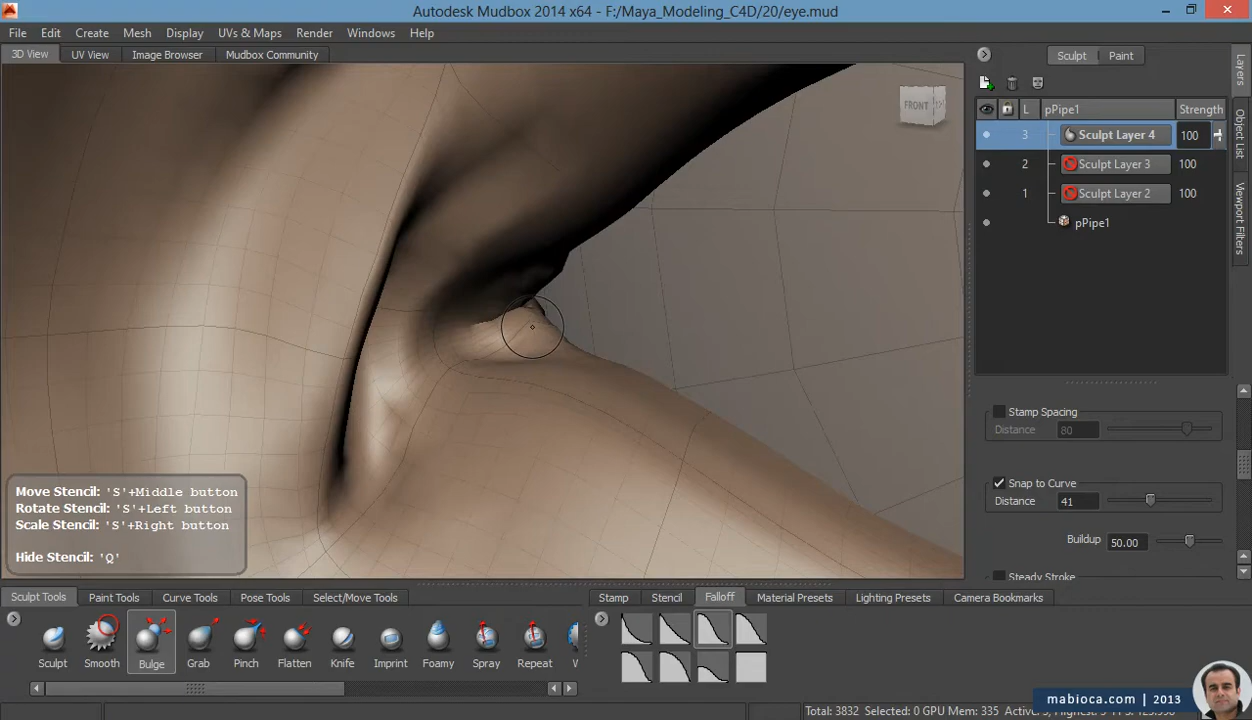 Autodesk Mudbox 2014 x64 - F:/Maya_Modeling_C4D/20/eye.mud
File Edit Create Mesh Display UVs & Maps Render Windows Help
3D View UV View Image Browser Mudbox Community
FRONT
Sculpt Paint
L pPipe1 Strength
3 Sculpt Layer 4 100
2 Sculpt Layer 3 100
1 Sculpt Layer 2 100
pPipe1
Layers
Object List
Viewport Filters
Stamp Spacing
Distance 80
Snap to Curve
Distance 41
Buildup 50.00
Steady Stroke
Move Stencil: 'S'+Middle button
Rotate Stencil: 'S'+Left button
Scale Stencil: 'S'+Right button
Hide Stencil: 'Q'
Sculpt Tools Paint Tools Curve Tools Pose Tools Select/Move Tools
Stamp Stencil Falloff Material Presets Lighting Presets Camera Bookmarks
Sculpt Smooth Bulge Grab Pinch Flatten Knife Imprint Foamy Spray Repeat W
mabioca.com | 2013
Total: 3832 Selected: 0 GPU Mem: 335